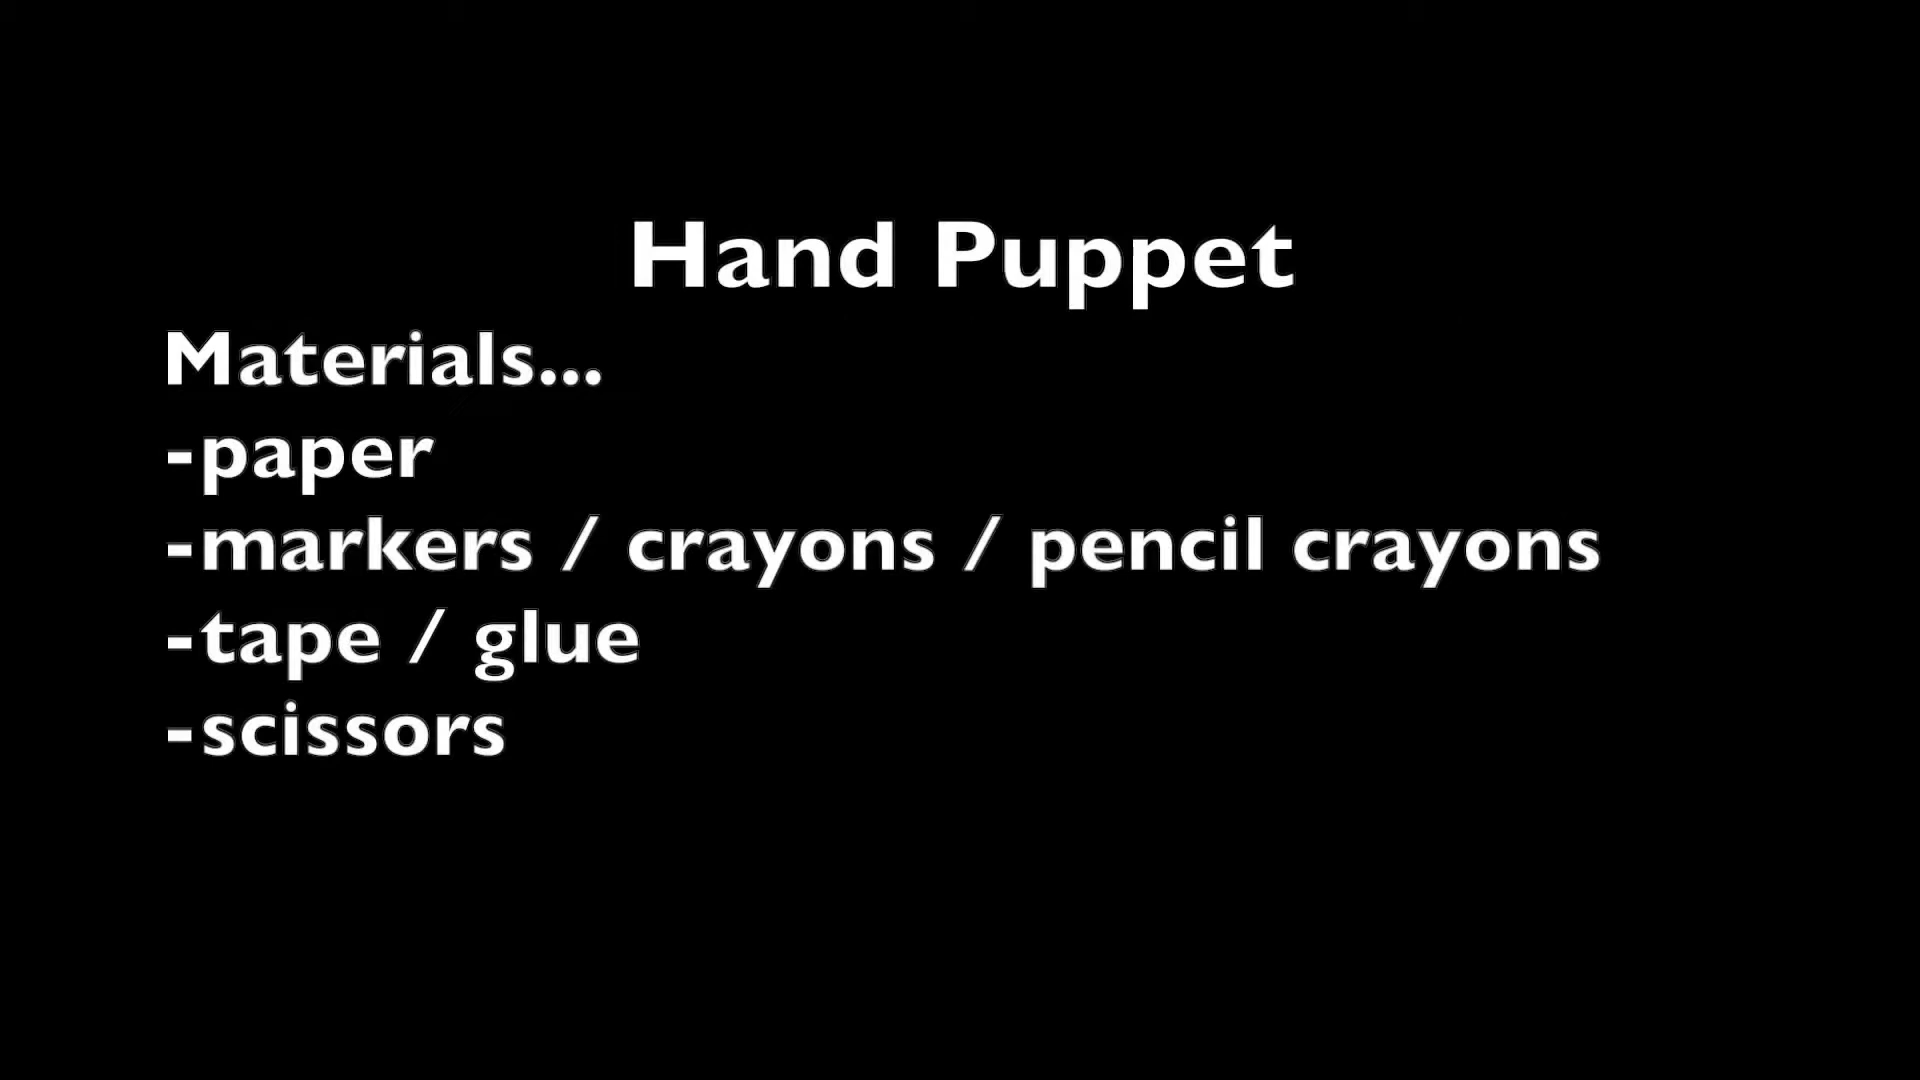 Hand Puppet
Materials...
-paper
-markers / crayons / pencil crayons
-tape / glue
-scissors